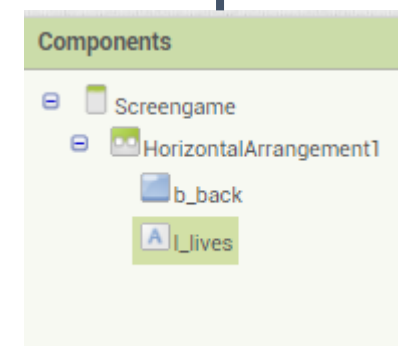 Components
Screengame
HorizontalArrangement1
b_back
A l_lives